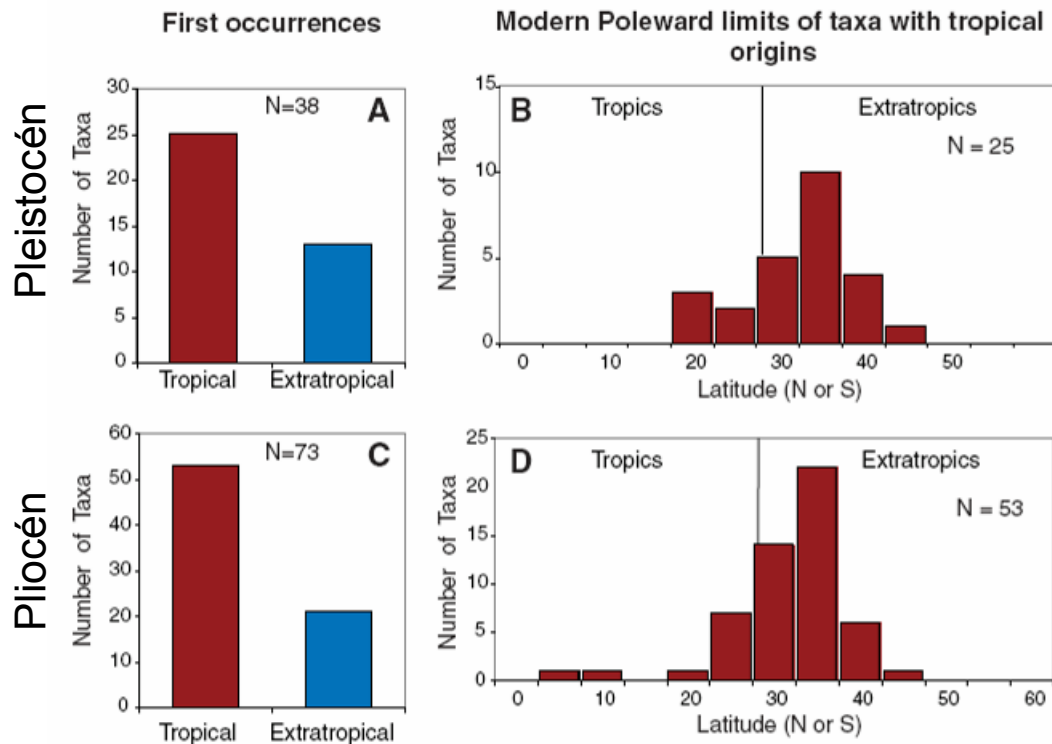 First occurrences
Modern Poleward limits of taxa with tropical
origins
Pleistocén
Number of Taxa
30
25
20
15
10
5
0
N=38
A
Tropical Extratropical
Number of Taxa
15
10
5
0
B
Tropics
Extratropics
N = 25
0 10 20 30 40 50
Latitude (N or S)
Pliocén
Number of Taxa
60
50
40
30
20
10
0
N=73
C
Tropical Extratropical
Number of Taxa
25
20
15
10
5
0
D
Tropics
Extratropics
N = 53
0 10 20 30 40 50 60
Latitude (N or S)